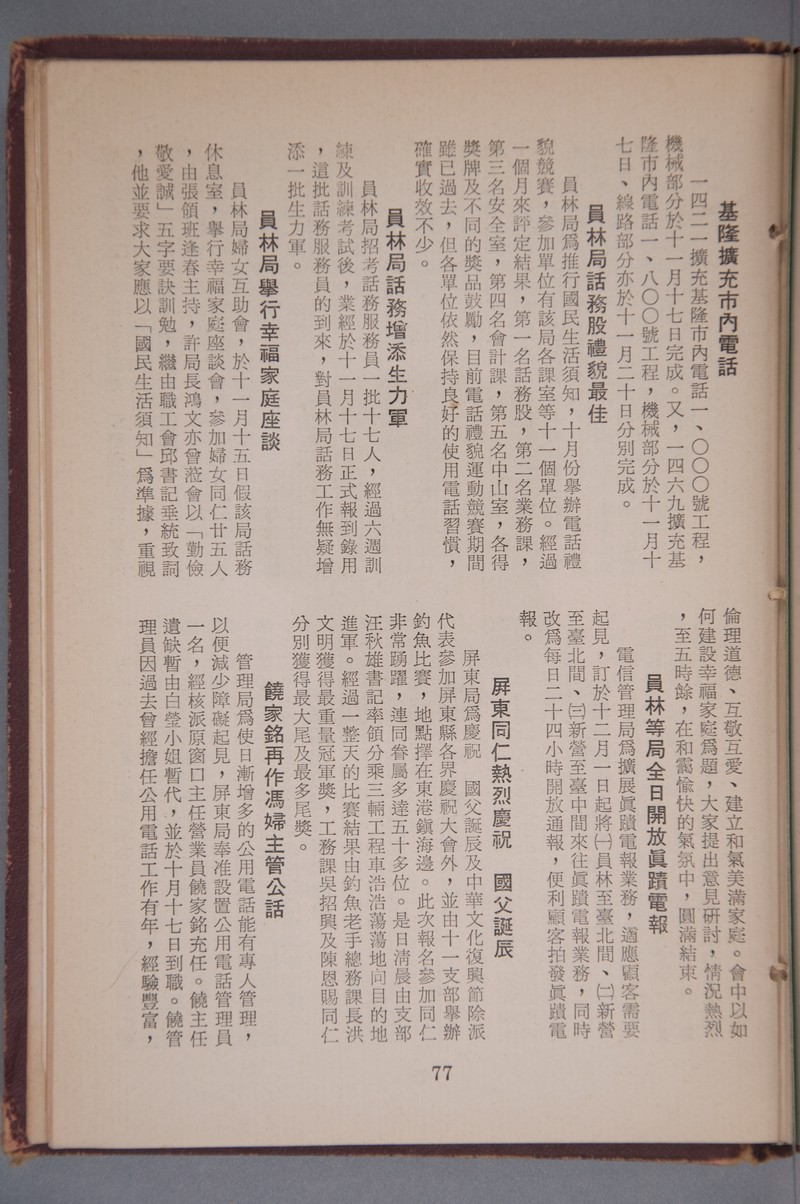 基隆擴充市內電話
一四二一擴充基隆市內電話一、〇〇〇號工程，
機械部分於十一月十七日完成。又，一四六九擴充基
隆市內電話一、八〇〇號工程，機械部分於十一月十
七日、線路部分亦於十一月二十日分別完成。
員林局話務股禮貌最佳
員林局爲推行國民生活須知，十月份舉辦電話禮
貌競賽，參加單位有該局各課室等十一個單位。經過
一個月來評定結果，第一名話務股，第二名業務課，
第三名安全室，第四名會計課，第五名中山室，各得
獎牌及不同的獎品鼓勵，目前電話禮貌運動競賽期間
雖已過去，但各單位依然保持良好的使用電話習慣，
確實收效不少。
員林局話務增添生力軍
員林局招考話務服務員一批十七人，經過六週訓
練及訓練考試後，業經於十一月十七日正式報到錄用
，這批話務服務員的到來，對員林局話務工作無疑增
添一批生力軍。
員林局舉行幸福家庭座談
員林局婦女互助會，於十一月十五日假該局話務
休息室，舉行幸福家庭座談會，參加婦女同仁廿五人
，由張領班逢春主持，許局長鴻文亦曾蒞會以「勤儉
敬愛誠」五字要訣訓勉，繼由職工會邱書記垂統致詞
，他並要求大家應以「國民生活須知」爲準據，重視
倫理道德、互敬互愛、建立和氣美滿家庭。會中以如
何建設幸福家庭爲題，大家提出意見研討，情況熱烈
，至五時餘，在和靄愉快的氣氛中，圓滿結束。
員林等局全日開放眞蹟電報
電信管理局爲擴展眞蹟電報業務，適應顧客需要
起見，訂於十二月一日起將㈠員林至臺北間、㈡新營
至臺北間、㈢新營至臺中間來往眞蹟電報業務，同時
改爲每日二十四小時開放通報，便利顧客拍發眞蹟電
報。
屏東同仁熱烈慶祝　國父誕辰
屏東局爲慶祝　國父誕辰及中華文化復興節除派
代表參加屏東縣各界慶祝大會外，並由十一支部舉辦
釣魚比賽，地點擇在東港鎮海邊。此次報名參加同仁
非常踴躍，連同眷屬多達五十多位。是日清晨由支部
汪秋雄書記率領分乘三輛工程車浩浩蕩蕩地向目的地
進軍。經過一整天的比賽結果由釣魚老手總務課長洪
文明獲得最重量冠軍獎，工務課吳招興及陳恩賜同仁
分別獲得最大尾及最多尾獎。
饒家銘再作馮婦主管公話
管理局爲使日漸增多的公用電話能有專人管理，
以便減少障礙起見，屏東局奉准設置公用電話管理員
一名，經核派原窗口主任營業員饒家銘充任。饒主任
遺缺暫由白瑩小姐暫代，並於十月十七日到職。饒管
理員因過去曾經擔任公用電話工作有年，經驗豐富，
77